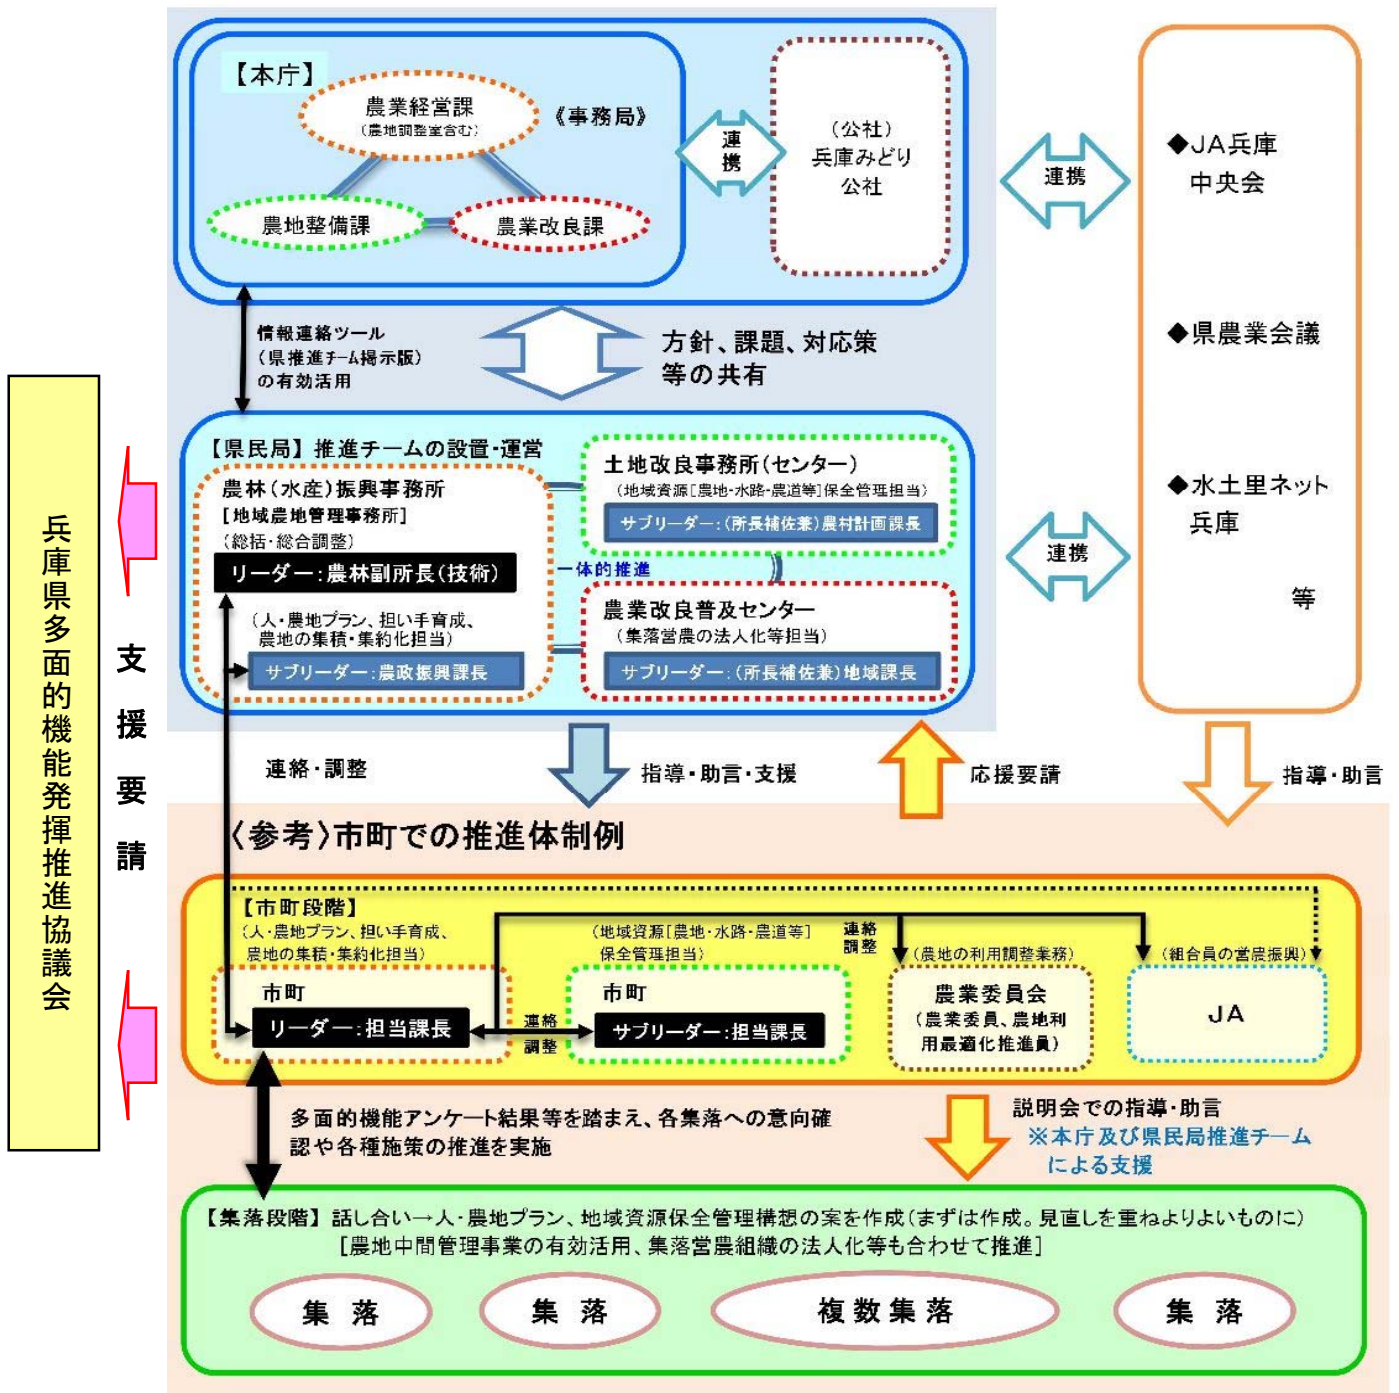 【本庁】
農業経営課
(農地調整室含む)
《事務局》
農地整備課
農業改良課
連
携
(公社)
兵庫みどり
公社
連携
◆JA兵庫
中央会
◆県農業会議
◆水土里ネット
兵庫
等
情報連絡ツール
(県推進チーム掲示版)
の有効活用
方針、課題、対応策
等の共有
【県民局】推進チームの設置・運営
農林(水産)振興事務所
[地域農地管理事務所]
(総括・総合調整)
リーダー:農林副所長(技術)
(人・農地プラン、担い手育成、
農地の集積・集約化担当)
サブリーダー:農政振興課長
土地改良事務所(センター)
(地域資源[農地・水路・農道等]保全管理担当)
サブリーダー:(所長補佐兼)農村計画課長
一体的推進
農業改良普及センター
(集落営農の法人化等担当)
サブリーダー:(所長補佐兼)地域課長
連携
兵庫県多面的機能発揮推進協議会
支援要請
連絡・調整
指導・助言・支援
応援要請
指導・助言
〈参考〉市町での推進体制例
【市町段階】
(人・農地プラン、担い手育成、
農地の集積・集約化担当)
市町
リーダー:担当課長
連絡
調整
(地域資源[農地・水路・農道等]
保全管理担当)
市町
サブリーダー:担当課長
連絡
調整
(農地の利用調整業務)
農業委員会
(農業委員、農地利
用最適化推進員)
(組合員の営農振興)
JA
多面的機能アンケート結果等を踏まえ、各集落への意向確
認や各種施策の推進を実施
説明会での指導・助言
※本庁及び県民局推進チーム
による支援
【集落段階】話し合い→人・農地プラン、地域資源保全管理構想の案を作成(まずは作成。見直しを重ねよりよいものに)
[農地中間管理事業の有効活用、集落営農組織の法人化等も合わせて推進]
集 落
集 落
複数集落
集 落